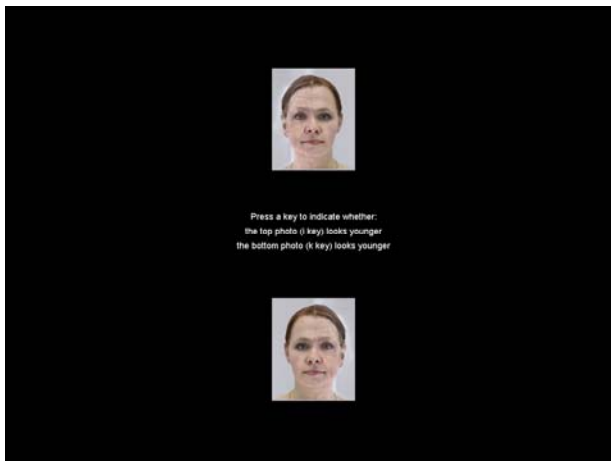 Press a key to indicate whether:
the top photo (i key) looks younger
the bottom photo (k key) looks younger